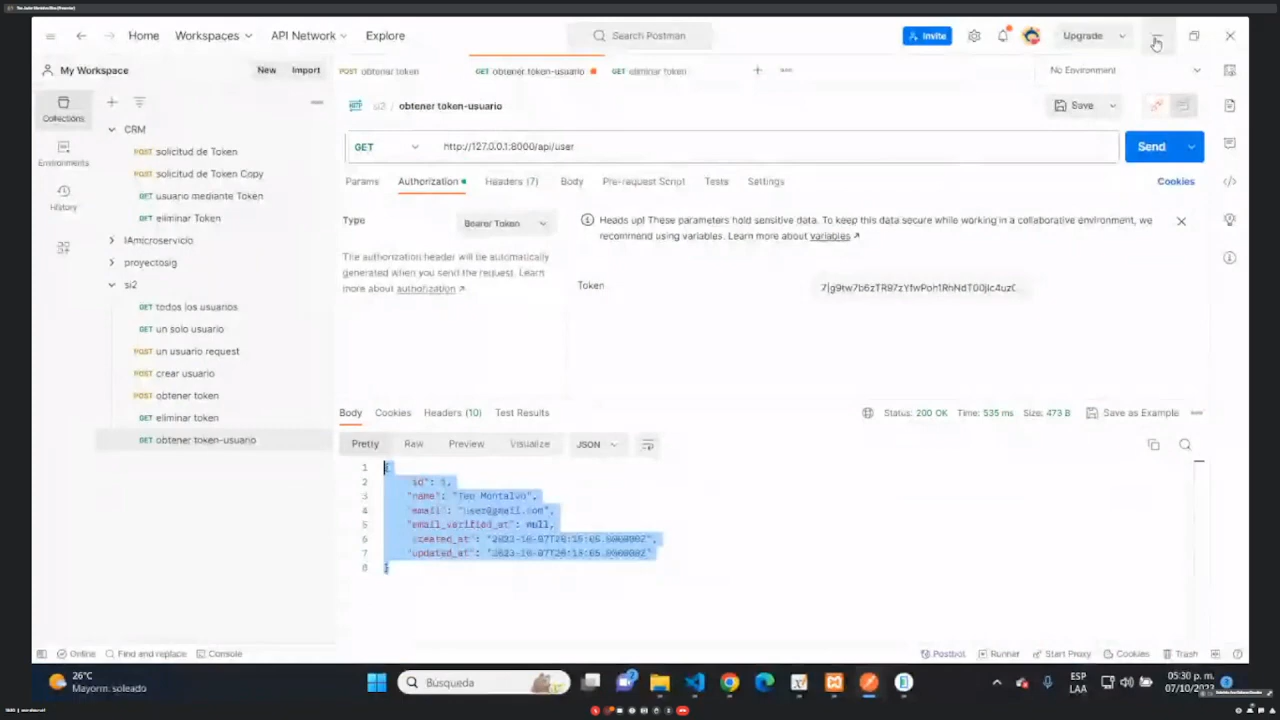 Home Workspaces API Network Explore Search Postman Invite Upgrade
My Workspace New Import POST obtener token GET obtener token-usuario GET eliminar token No Environment
Collections
Environments
History
CRM
POST solicitud de Token
POST solicitud de Token Copy
GET usuario mediante Token
GET eliminar Token
IAmicroservicio
proyectosig
si2
GET todos los usuarios
GET un solo usuario
POST un usuario request
POST crear usuario
POST obtener token
GET eliminar token
GET obtener token-usuario
HTTP si2 / obtener token-usuario Save
GET http://127.0.0.1:8000/api/user Send
Params Authorization Headers (7) Body Pre-request Script Tests Settings Cookies
Type Bearer Token
The authorization header will be automatically
generated when you send the request. Learn
more about authorization
Heads up! These parameters hold sensitive data. To keep this data secure while working in a collaborative environment, we
recommend using variables. Learn more about variables
Token
Body Cookies Headers (10) Test Results Status: 200 OK Time: 535 ms Size: 473 B Save as Example
Pretty Raw Preview Visualize JSON
1
2 "id":
3 "name": "Teo Montalvo",
4 "email": "user@gmail.com",
5 "email_verified_at": null,
6 "created_at":
7 "updated_at":
8 }
Online Find and replace Console Postbot Runner Start Proxy Cookies Trash
26°C
Mayorm. soleado
Búsqueda
ESP
LAA
05:30 p. m.
07/10/2023